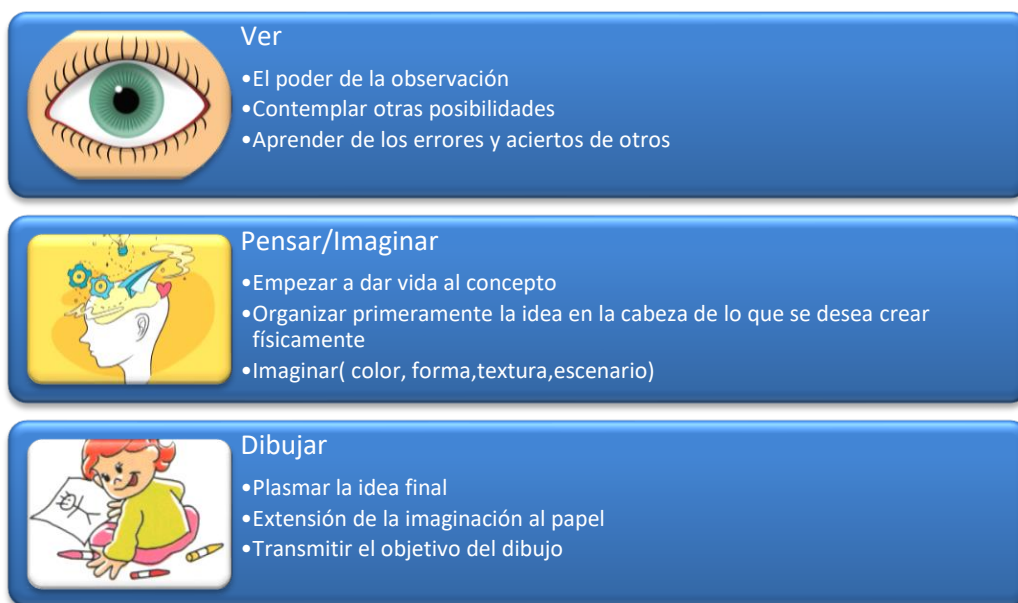 Ver
•El poder de la observación
•Contemplar otras posibilidades
•Aprender de los errores y aciertos de otros
Pensar/Imaginar
•Empezar a dar vida al concepto
•Organizar primeramente la idea en la cabeza de lo que se desea crear
físicamente
•Imaginar( color, forma,textura,escenario)
Dibujar
•Plasmar la idea final
•Extensión de la imaginación al papel
•Transmitir el objetivo del dibujo